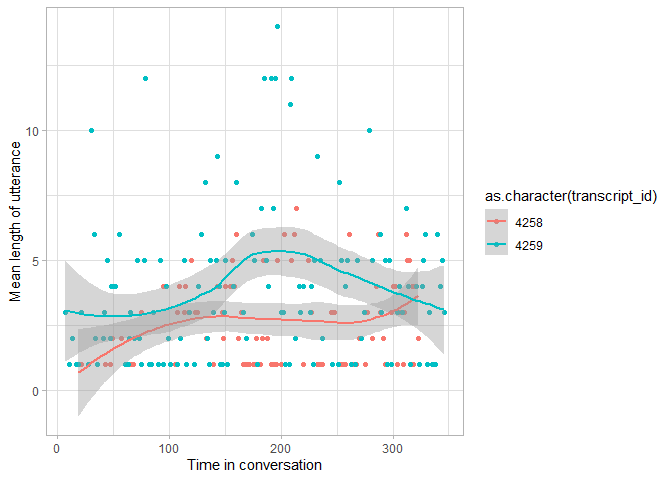 10
5
0
0 100 200 300
Time in conversation
Mean length of utterance
as.character(transcript_id)
4258
4259